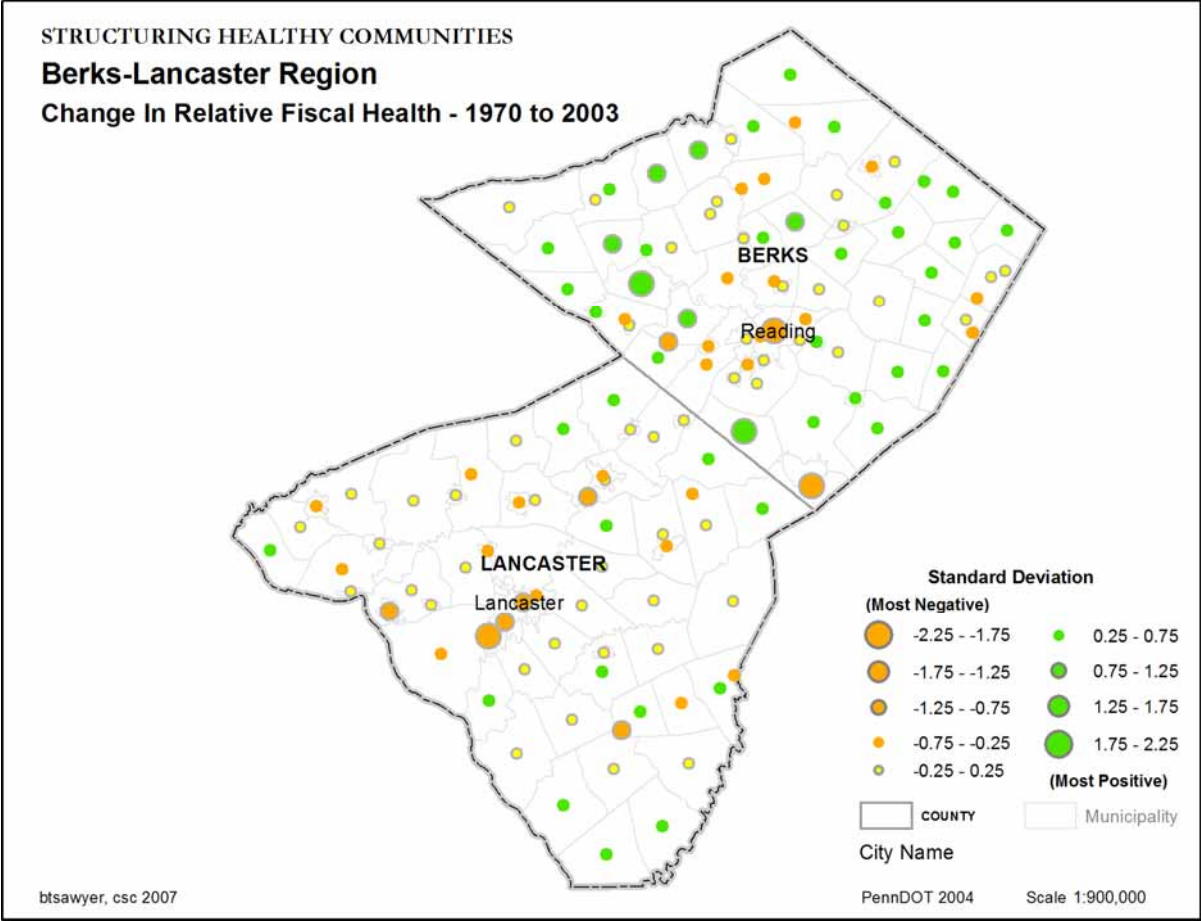 STRUCTURING HEALTHY COMMUNITIES
Berks-Lancaster Region
Change In Relative Fiscal Health - 1970 to 2003
BERKS
Reading
LANCASTER
Lancaster
Standard Deviation
(Most Negative)
-2.25 - -1.75
-1.75 - -1.25
-1.25 - -0.75
-0.75 - -0.25
-0.25 - 0.25
0.25 - 0.75
0.75 - 1.25
1.25 - 1.75
1.75 - 2.25
(Most Positive)
COUNTY
Municipality
City Name
btsawyer, csc 2007
PennDOT 2004
Scale 1:900,000